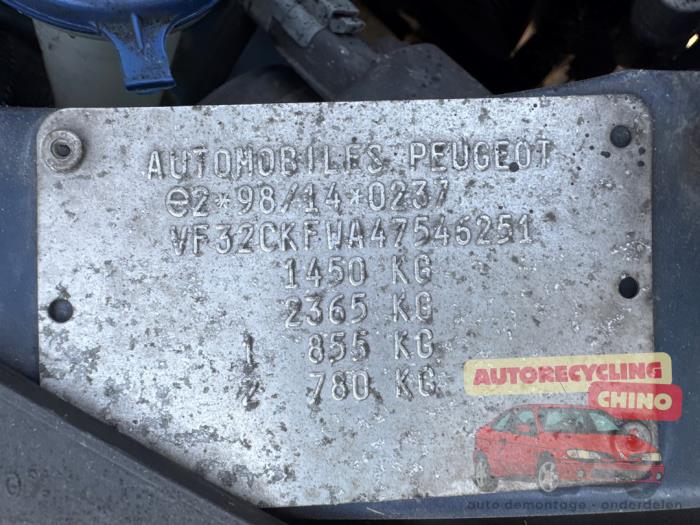 AUTOMOBILES PEUGEOT
e2*98/14*0237
VF32CKFWA47546251
1450 KG
2365 KG
1 855 KG
2 780 KG
AUTORECYCLING
CHINO
auto demontage - onderdelen